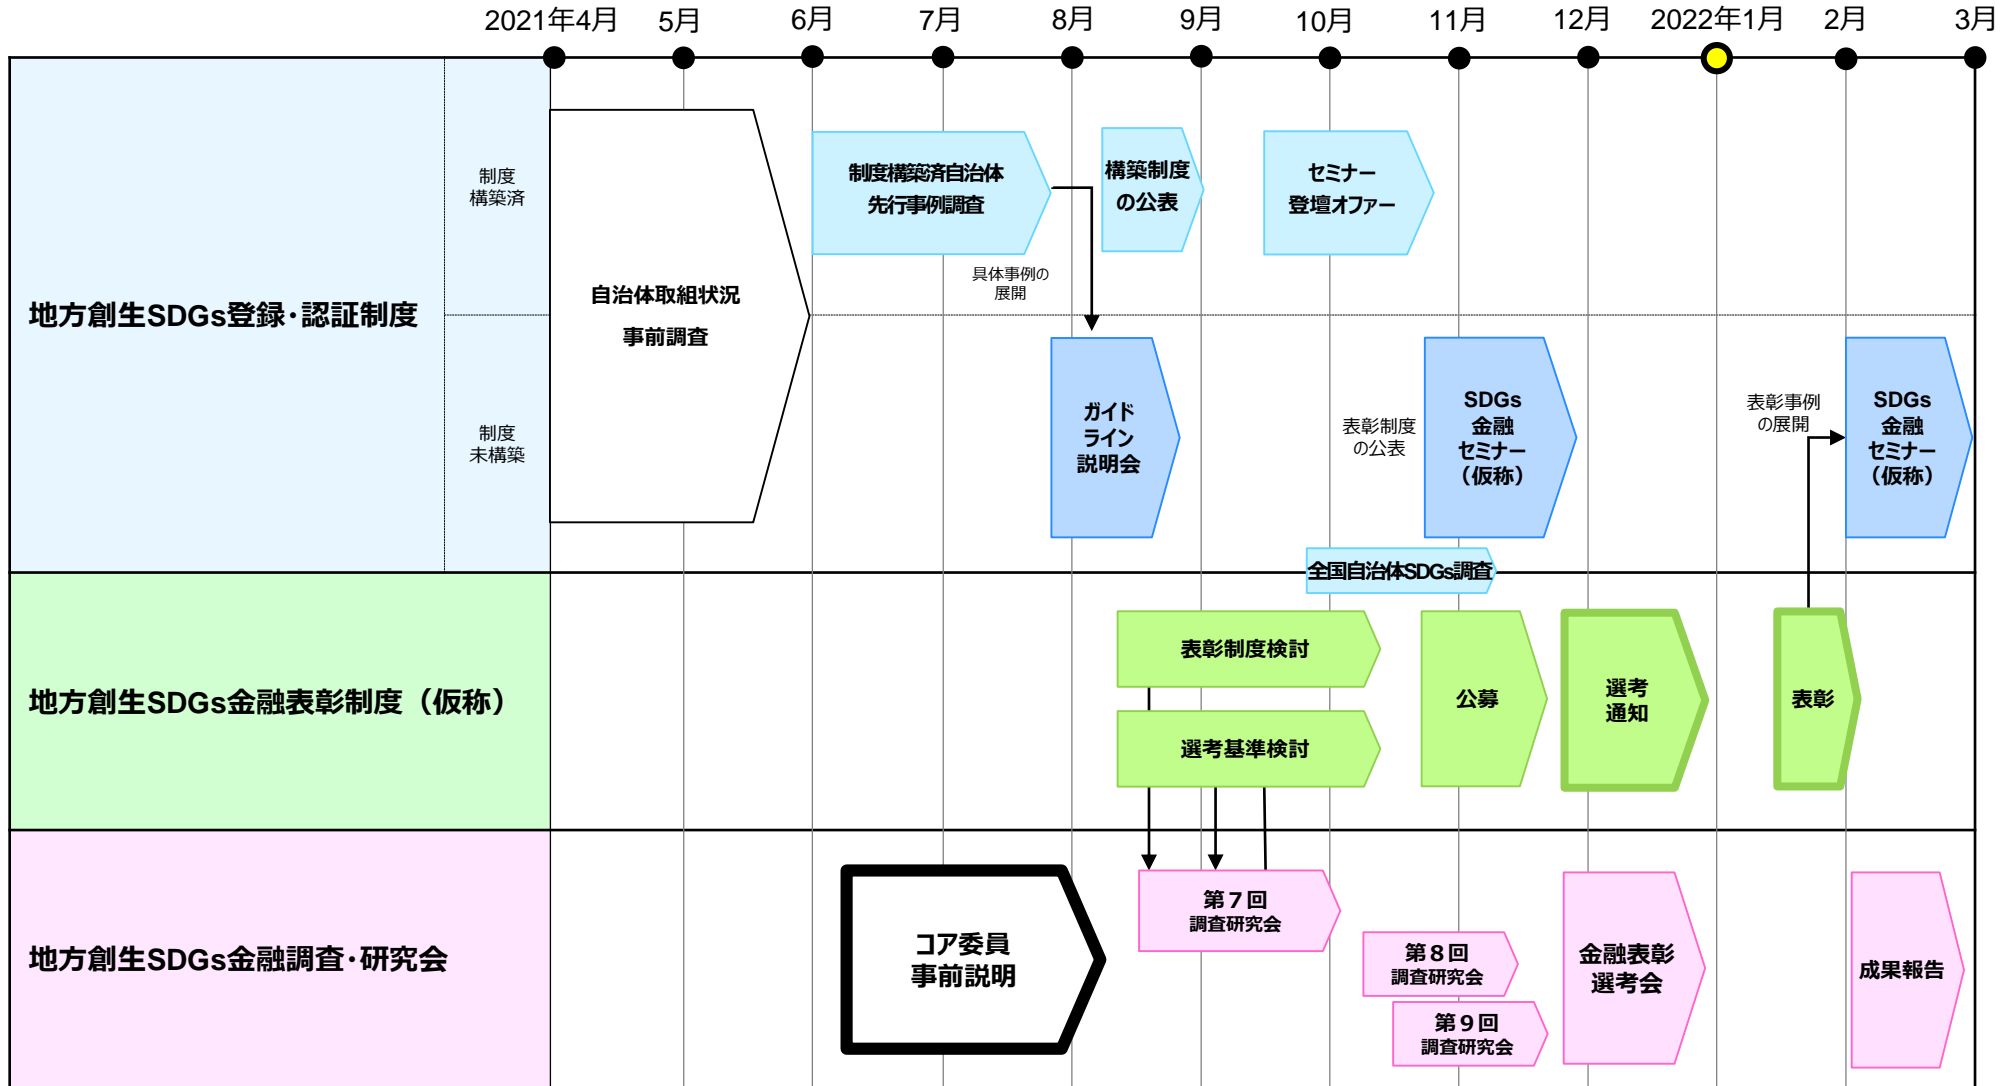 2021年4月
5月
6月
7月
8月
9月
10月
11月
12月
2022年1月
2月
3月
地方創生SDGs登録・認証制度
制度
構築済
制度
未構築
自治体取組状況
事前調査
制度構築済自治体
先行事例調査
構築制度
の公表
セミナー
登壇オファー
具体事例の
展開
ガイド
ライン
説明会
表彰制度
の公表
SDGs
金融
セミナー
（仮称）
表彰事例
の展開
SDGs
金融
セミナー
（仮称）
全国自治体SDGs調査
地方創生SDGs金融表彰制度（仮称）
表彰制度検討
選考基準検討
公募
選考
通知
表彰
地方創生SDGs金融調査・研究会
コア委員
事前説明
第７回
調査研究会
第８回
調査研究会
第９回
調査研究会
金融表彰
選考会
成果報告